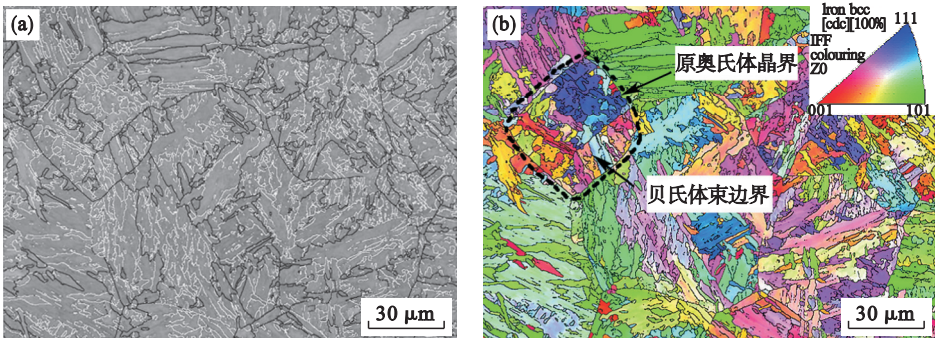 (a)
30 μm
(b)
Iron bcc
[cdc][100%]
IFF
colouring
Z0
111
001
101
原奥氏体晶界
贝氏体束边界
30 μm